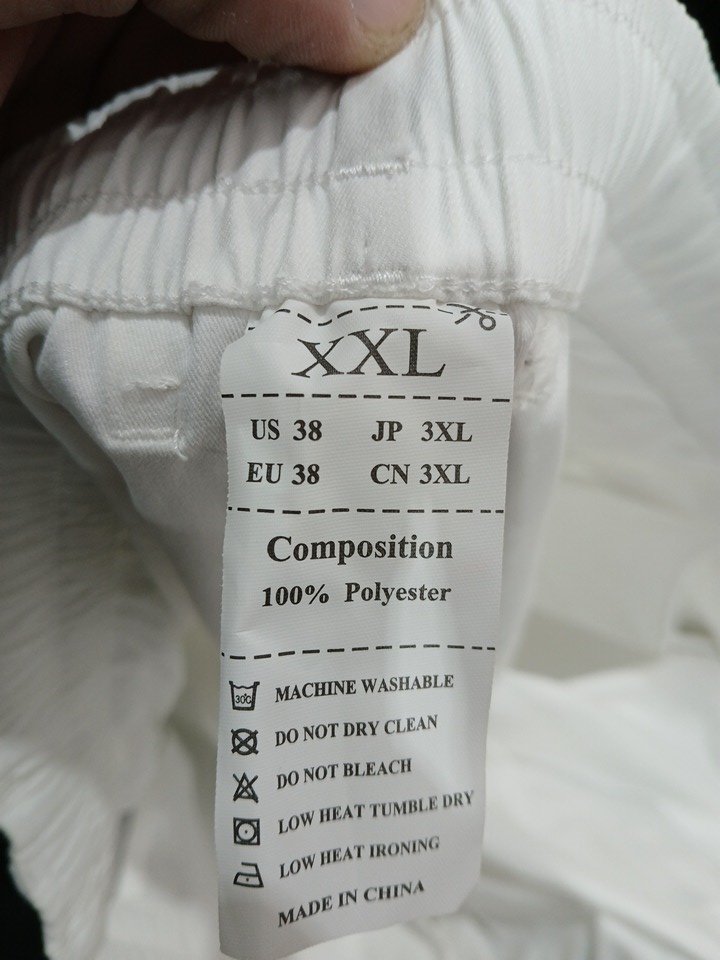 XXL
US 38 JP 3XL
EU 38 CN 3XL
Composition
100% Polyester
30C MACHINE WASHABLE
DO NOT DRY CLEAN
DO NOT BLEACH
LOW HEAT TUMBLE DRY
LOW HEAT IRONING
MADE IN CHINA